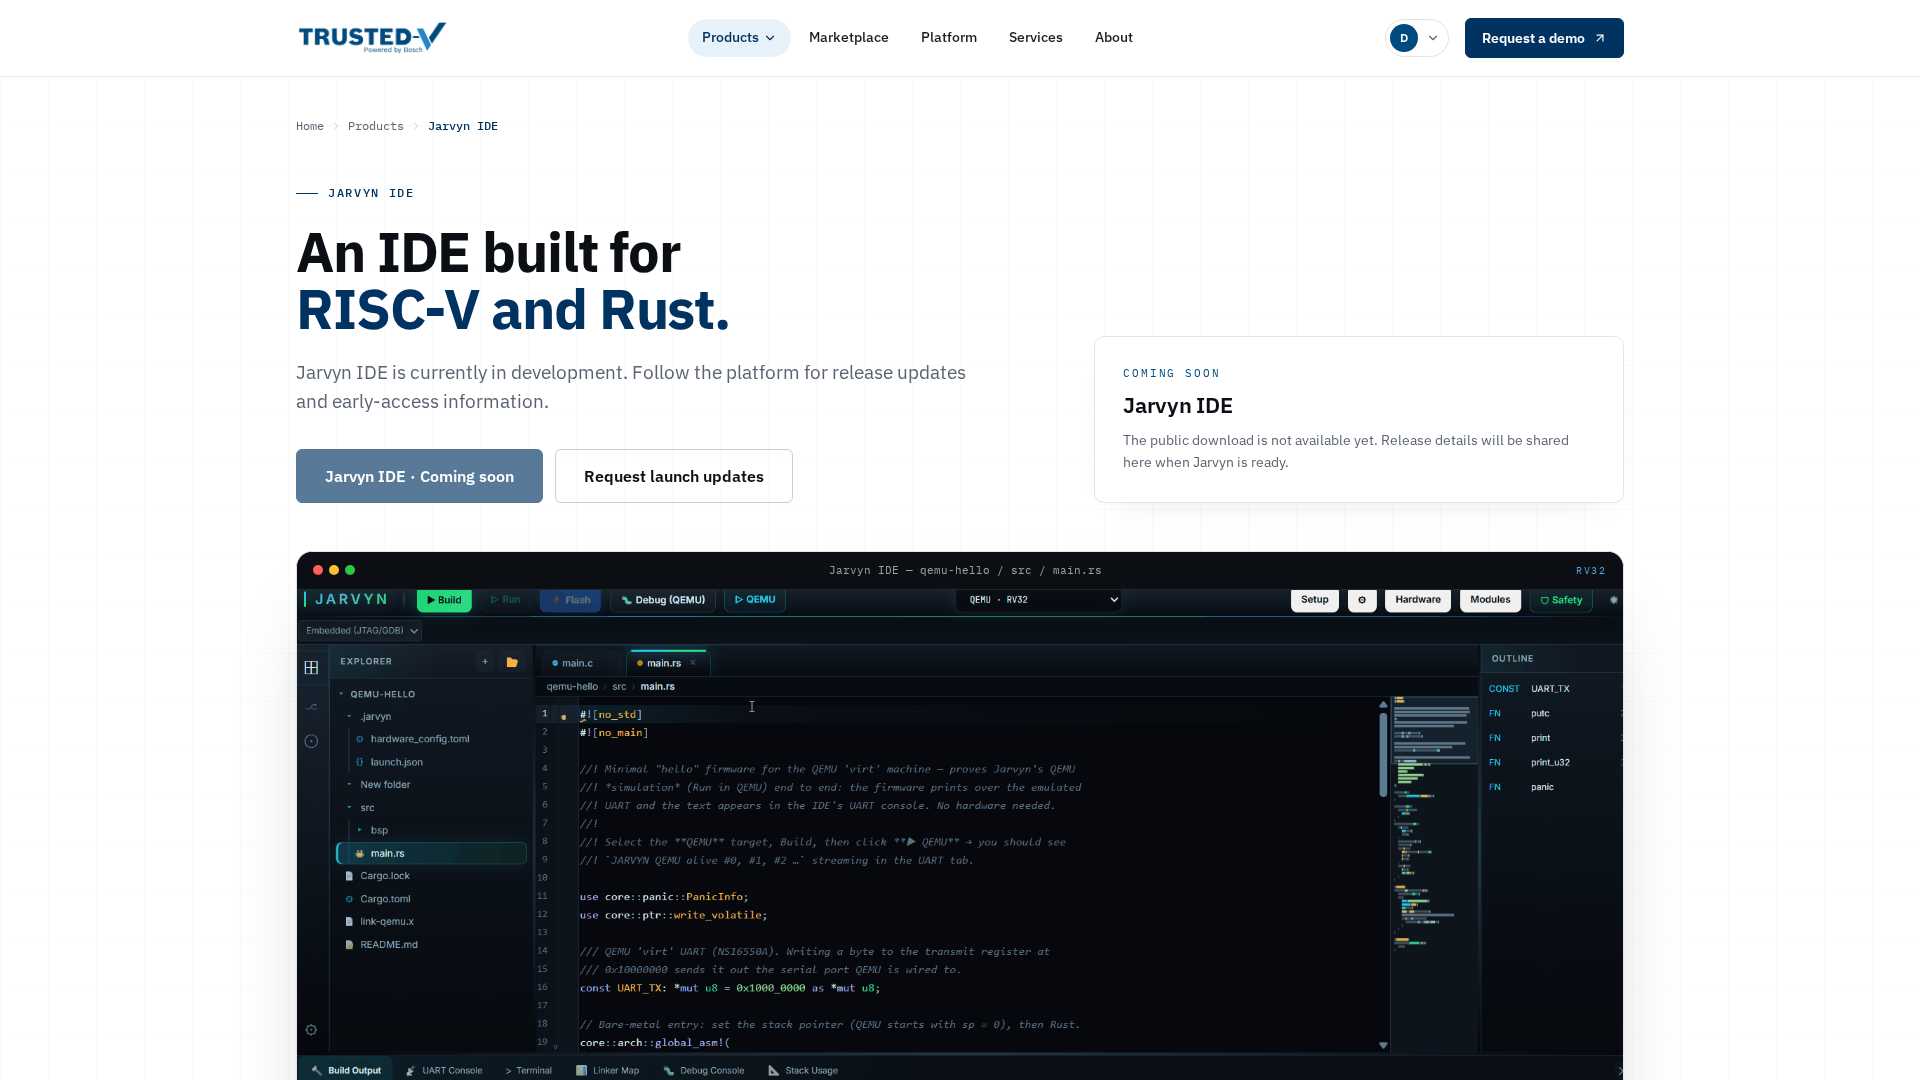 TRUSTED-V
Powered by Bosch
Products
Marketplace
Platform
Services
About
D
Request a demo
Home
Products
Jarvyn IDE
JARVYN IDE
An IDE built for
RISC-V and Rust.
Jarvyn IDE is currently in development. Follow the platform for release updates
and early-access information.
Jarvyn IDE · Coming soon
Request launch updates
COMING SOON
Jarvyn IDE
The public download is not available yet. Release details will be shared
here when Jarvyn is ready.
Jarvyn IDE — qemu-hello / src / main.rs
RV32
JARVYN
Build
Run
Flash
Debug (QEMU)
QEMU
QEMU · RV32
Setup
Hardware
Modules
Safety
Embedded (JTAG/GDB)
EXPLORER
+
QEMU-HELLO
.jarvyn
hardware_config.toml
launch.json
New folder
src
bsp
main.rs
Cargo.lock
Cargo.toml
link-qemu.x
README.md
main.c
main.rs
qemu-hello
src
main.rs
1 #![no_std]
2 #![no_main]
3
4 //! Minimal "hello" firmware for the QEMU 'virt' machine — proves Jarvyn's QEMU
5 //! *simulation* (Run in QEMU) end to end: the firmware prints over the emulated
6 //! UART and the text appears in the IDE's UART console. No hardware needed.
7 //!
8 //! Select the **QEMU** target, Build, then click **▶ QEMU** → you should see
9 //! `JARVYN QEMU alive #0, #1, #2 …` streaming in the UART tab.
10
11 use core::panic::PanicInfo;
12 use core::ptr::write_volatile;
13
14 /// QEMU 'virt' UART (NS16550A). Writing a byte to the transmit register at
15 /// 0x10000000 sends it out the serial port QEMU is wired to.
16 const UART_TX: *mut u8 = 0x1000_0000 as *mut u8;
17
18 // Bare-metal entry: set the stack pointer (QEMU starts with sp = 0), then Rust.
19 core::arch::global_asm!(
OUTLINE
CONST UART_TX
FN putc
FN print
FN print_u32
FN panic
Build Output
UART Console
Terminal
Linker Map
Debug Console
Stack Usage